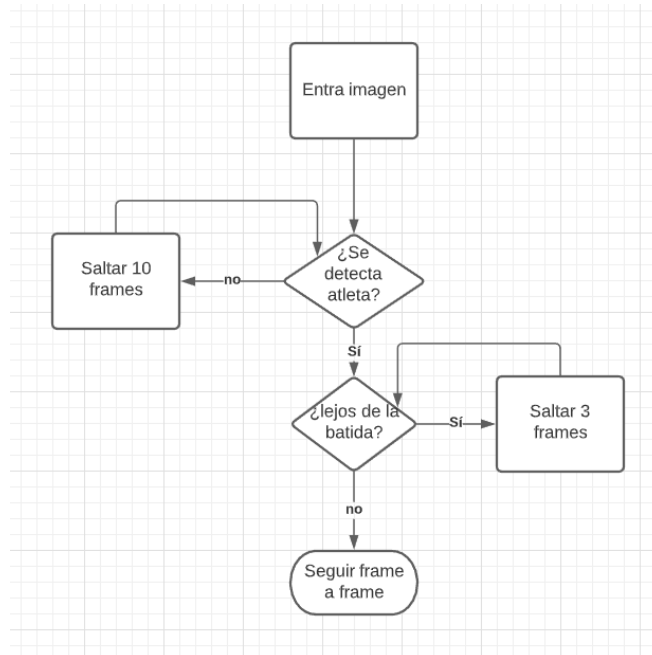 Entra imagen
¿Se
detecta
atleta?
Saltar 10
frames
no
Sí
¿lejos de la
batida?
Sí
Saltar 3
frames
no
Seguir frame
a frame